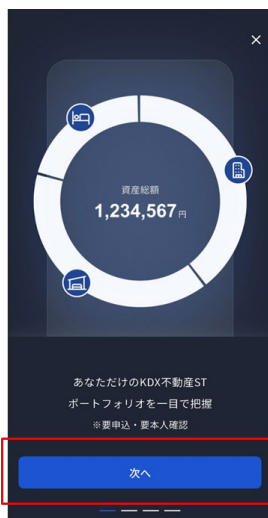 ×
資産総額
1,234,567円
あなただけのKDX不動産ST
ポートフォリオを一目で把握
※要申込・要本人確認
次へ